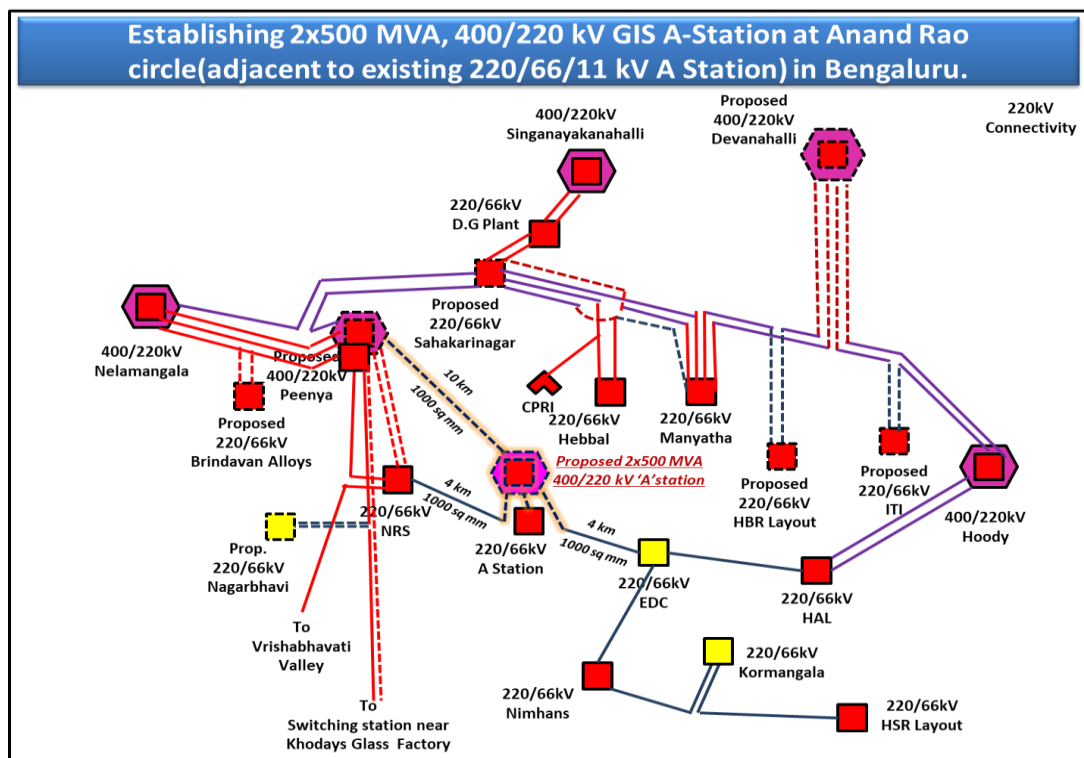 Establishing 2x500 MVA, 400/220 kV GIS A-Station at Anand Rao
circle(adjacent to existing 220/66/11 kV A Station) in Bengaluru.
400/220kV
Singanayakanahalli
Proposed
400/220kV
Devanahalli
220kV
Connectivity
220/66kV
D.G Plant
Proposed
220/66kV
Sahakarinagar
400/220kV
Nelamangala
Proposed
400/220kV
Peenya
Proposed
220/66kV
Brindavan Alloys
10 km
1000 sq mm
CPRI
220/66kV
Hebbal
220/66kV
Manyatha
Proposed 2x500 MVA
400/220 kV ‘A’station
Proposed
220/66kV
HBR Layout
Proposed
220/66kV
ITI
400/220kV
Hoody
4 km
1000 sq mm
220/66kV
NRS
Prop.
220/66kV
Nagarbhavi
220/66kV
A Station
4 km
1000 sq mm
220/66kV
EDC
220/66kV
HAL
To
Vrishabhavati
Valley
220/66kV
Kormangala
220/66kV
Nimhans
220/66kV
HSR Layout
To
Switching station near
Khodays Glass Factory